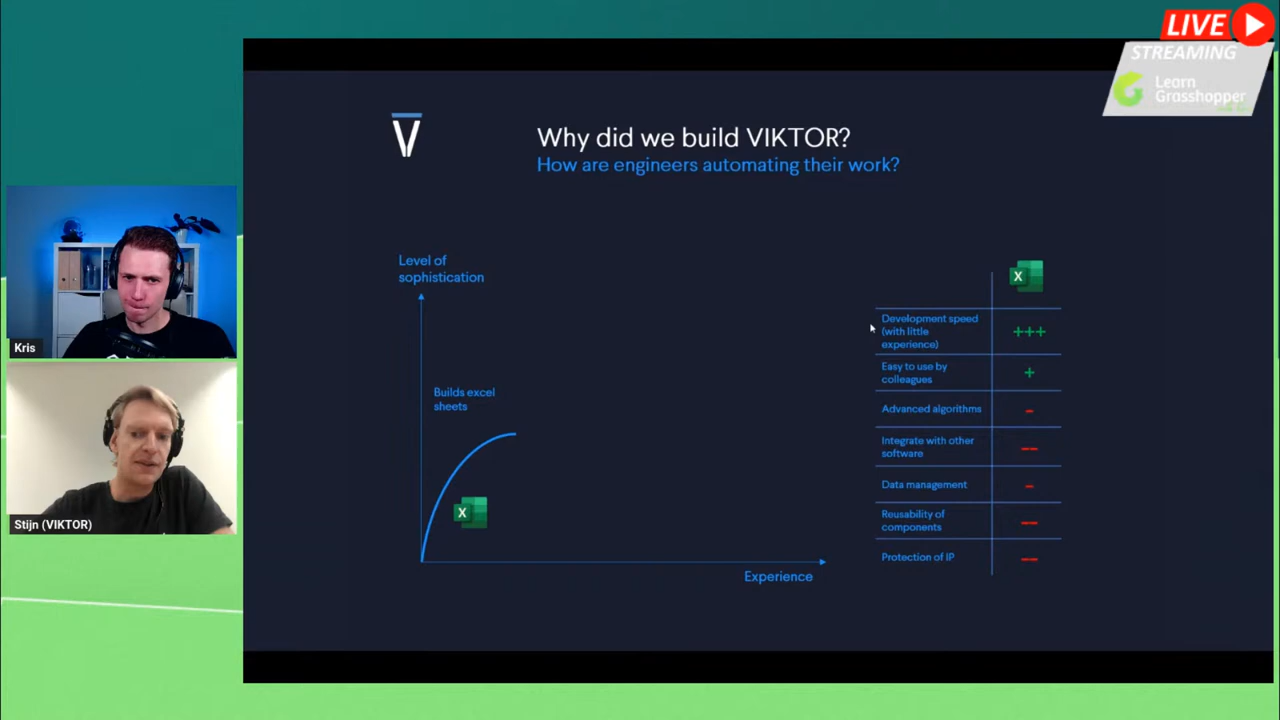 LIVE
STREAMING
Learn
Grasshopper
Why did we build VIKTOR?
How are engineers automating their work?
Level of
sophistication
Builds excel
sheets
X
Experience
X
Development speed
(with little
experience)
+++
Easy to use by
colleagues
+
Advanced algorithms
-
Integrate with other
software
--
Data management
-
Reusability of
components
--
Protection of IP
--
Kris
Stijn (VIKTOR)